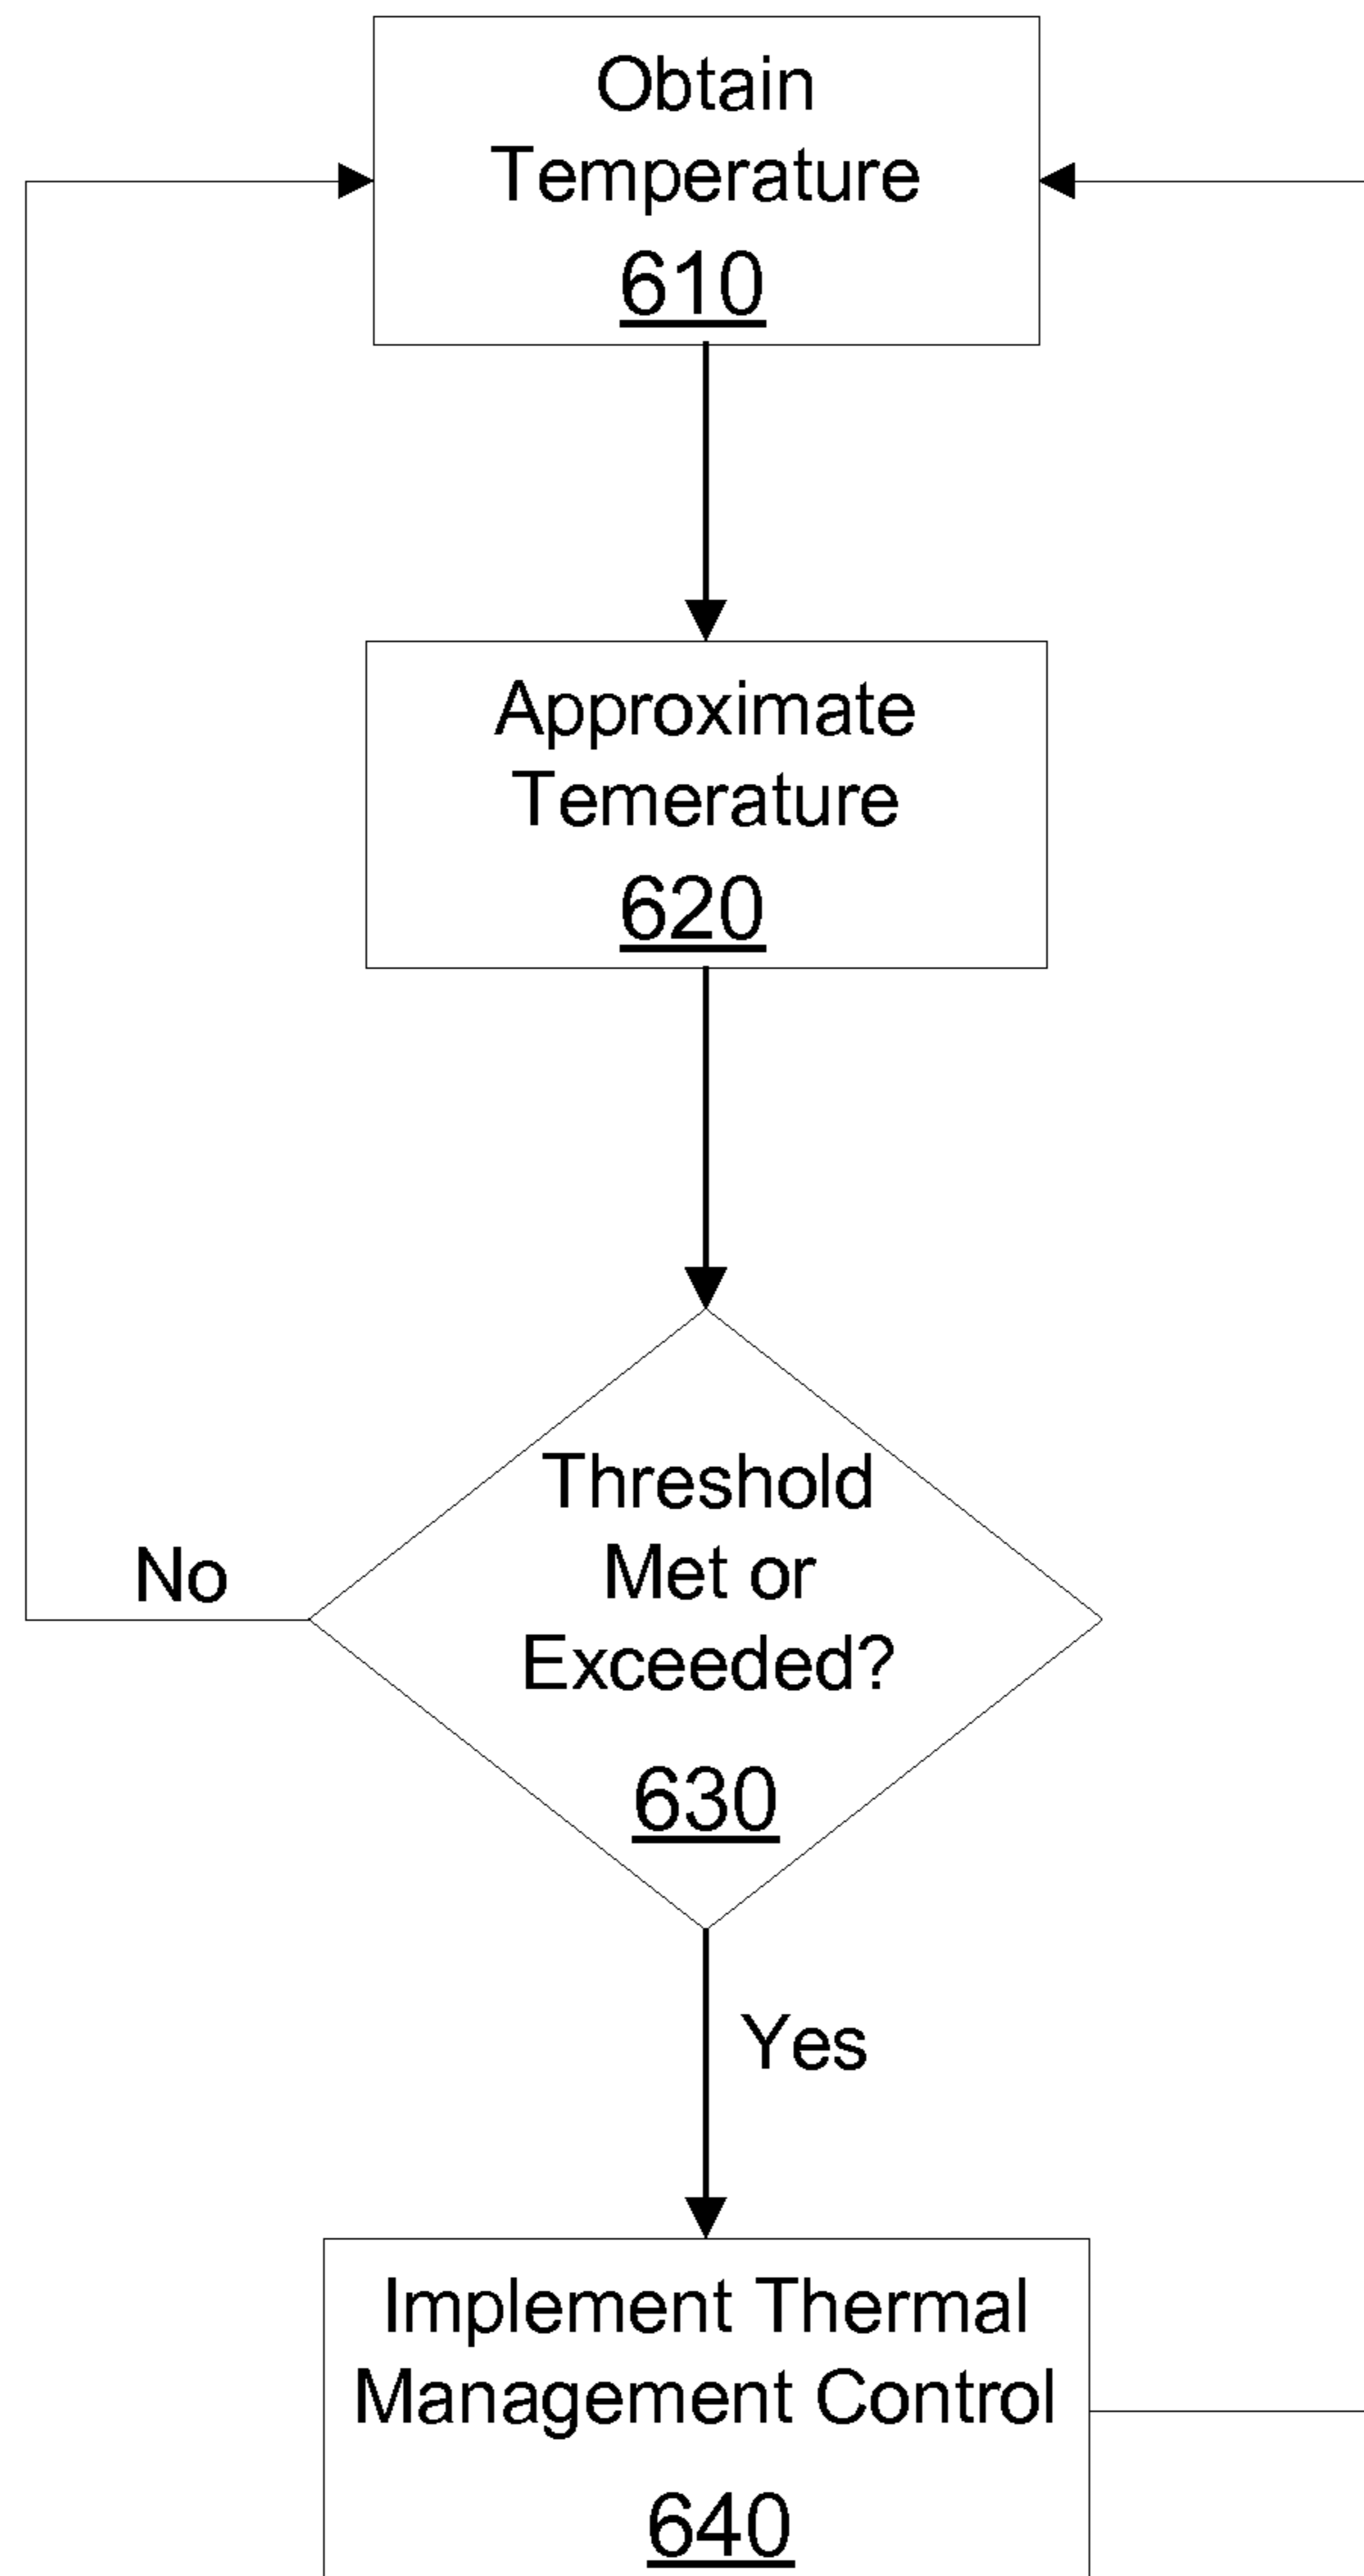 Obtain
Temperature
610
Approximate
Temerature
620
Threshold
Met or
Exceeded?
630
No
Yes
Implement Thermal
Management Control
640